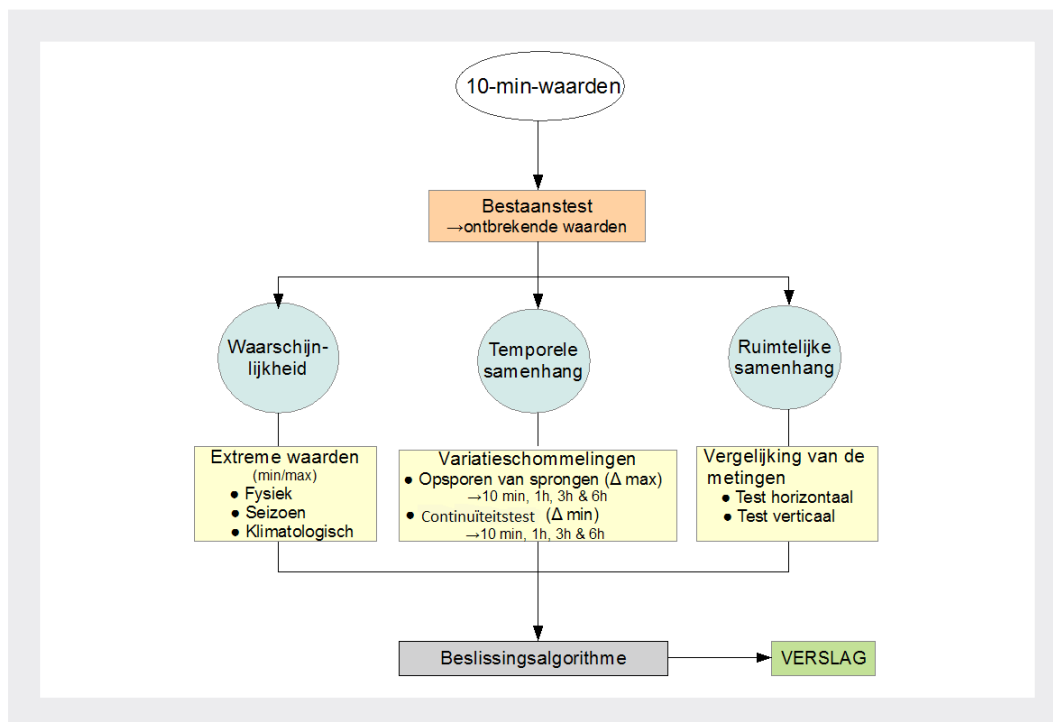 10-min-waarden
Bestaanstest
→ontbrekende waarden
Waarschijn-
lijkheid
Temporele
samenhang
Ruimtelijke
samenhang
Extreme waarden
(min/max)
● Fysiek
● Seizoen
● Klimatologisch
Variatieschommelingen
● Opsporen van sprongen (Δ max)
→10 min, 1h, 3h & 6h
● Continuïteitstest (Δ min)
→10 min, 1h, 3h & 6h
Vergelijking van de
metingen
● Test horizontaal
● Test verticaal
Beslissingsalgorithme
VERSLAG